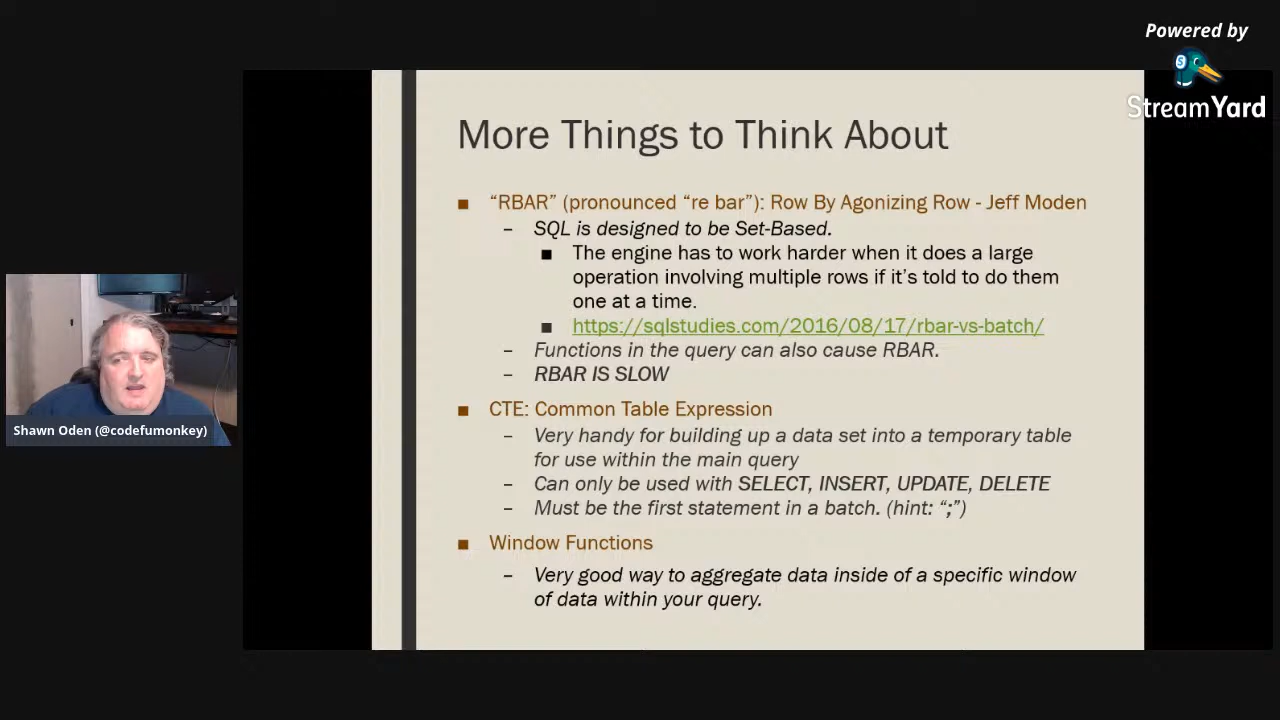 Powered by
StreamYard
More Things to Think About
■ “RBAR” (pronounced “re bar”): Row By Agonizing Row - Jeff Moden
– SQL is designed to be Set-Based.
■ The engine has to work harder when it does a large
operation involving multiple rows if it’s told to do them
one at a time.
■ https://sqlstudies.com/2016/08/17/rbar-vs-batch/
– Functions in the query can also cause RBAR.
– RBAR IS SLOW
■ CTE: Common Table Expression
– Very handy for building up a data set into a temporary table
for use within the main query
– Can only be used with SELECT, INSERT, UPDATE, DELETE
– Must be the first statement in a batch. (hint: “;”)
■ Window Functions
– Very good way to aggregate data inside of a specific window
of data within your query.
Shawn Oden (@codefumonkey)